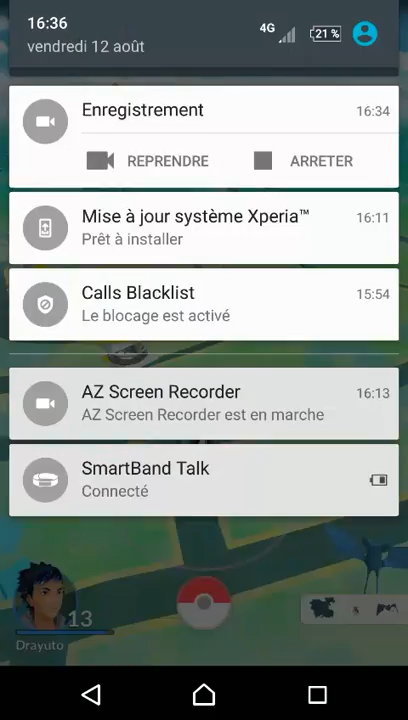 16:36
vendredi 12 août
4G
21 %
Enregistrement
16:34
REPRENDRE
ARRETER
Mise à jour système Xperia™
16:11
Prêt à installer
Calls Blacklist
15:54
Le blocage est activé
AZ Screen Recorder
16:13
AZ Screen Recorder est en marche
SmartBand Talk
Connecté
13
Drayuto